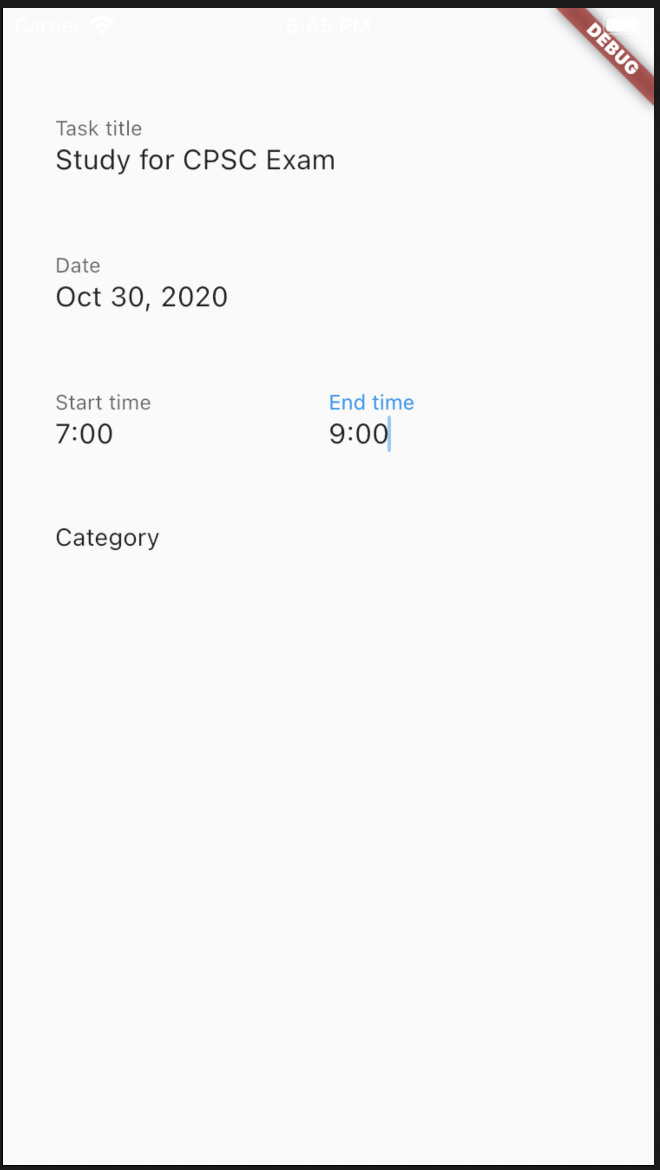 Carrier 6:45 PM
DEBUG
Task title
Study for CPSC Exam
Date
Oct 30, 2020
Start time End time
7:00 9:00
Category